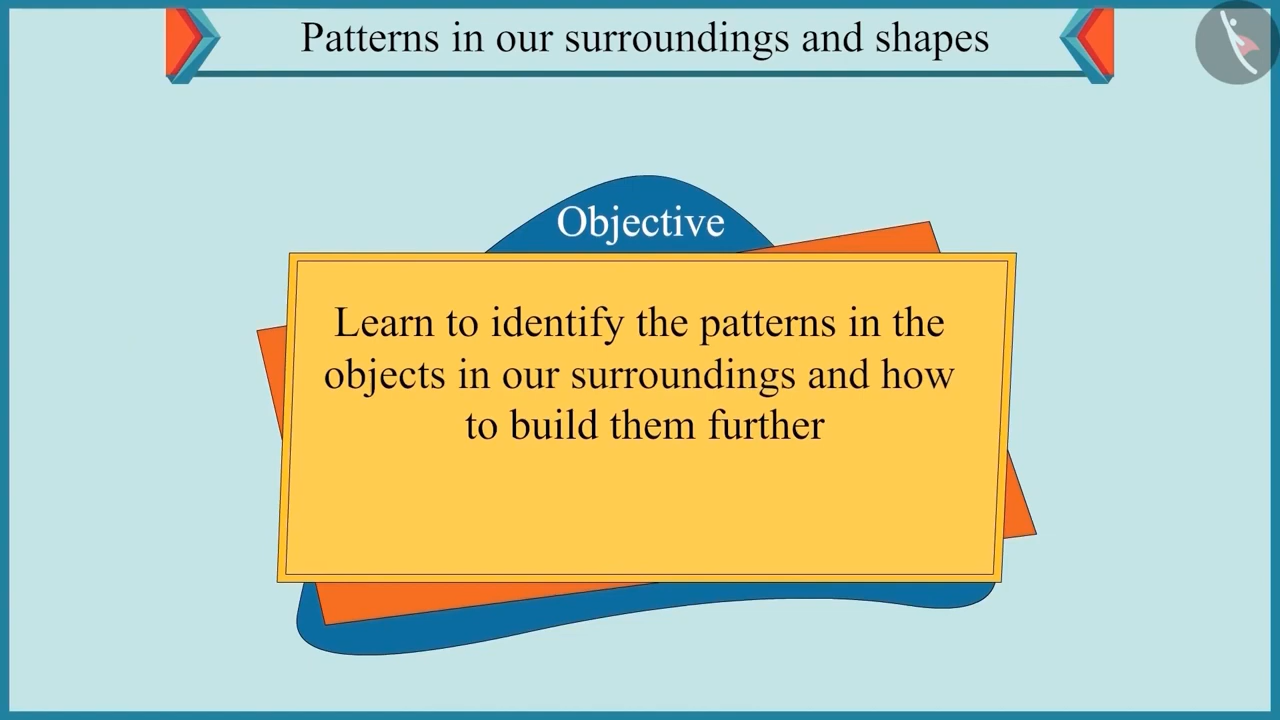 Patterns in our surroundings and shapes
Objective
Learn to identify the patterns in the
objects in our surroundings and how
to build them further